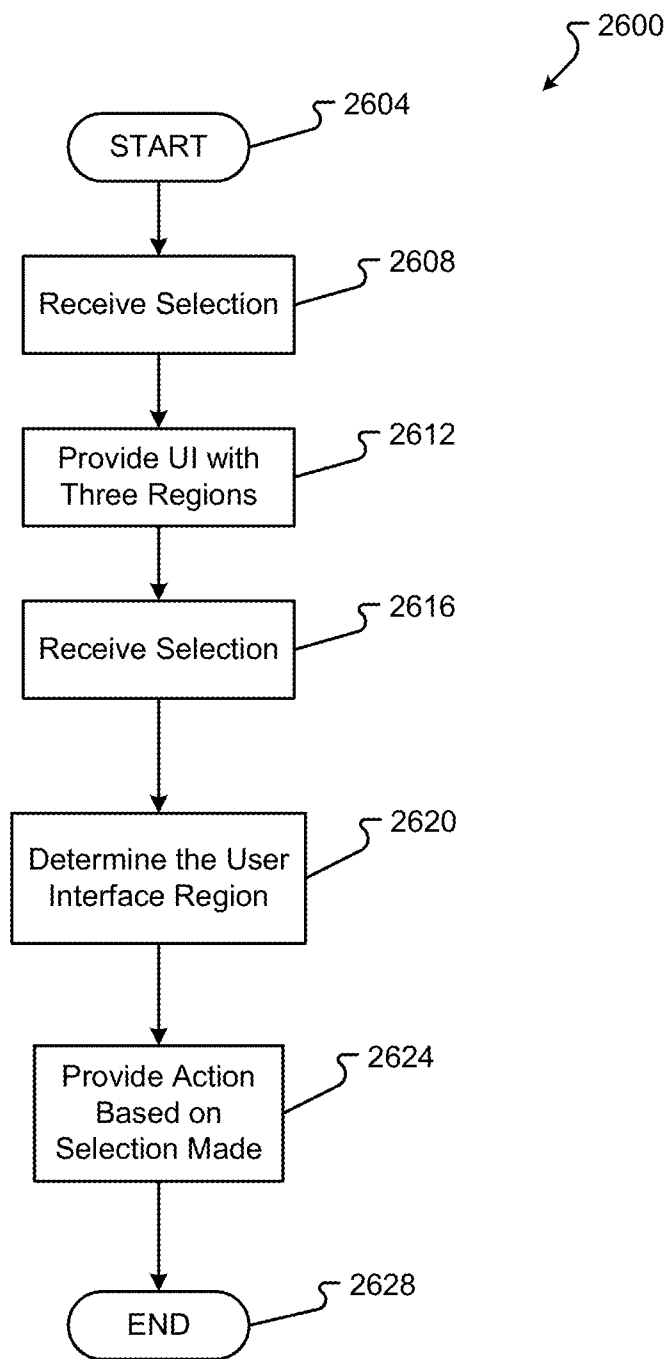 2600
START
2604
Receive Selection
2608
Provide UI with
Three Regions
2612
Receive Selection
2616
Determine the User
Interface Region
2620
Provide Action
Based on
Selection Made
2624
END
2628